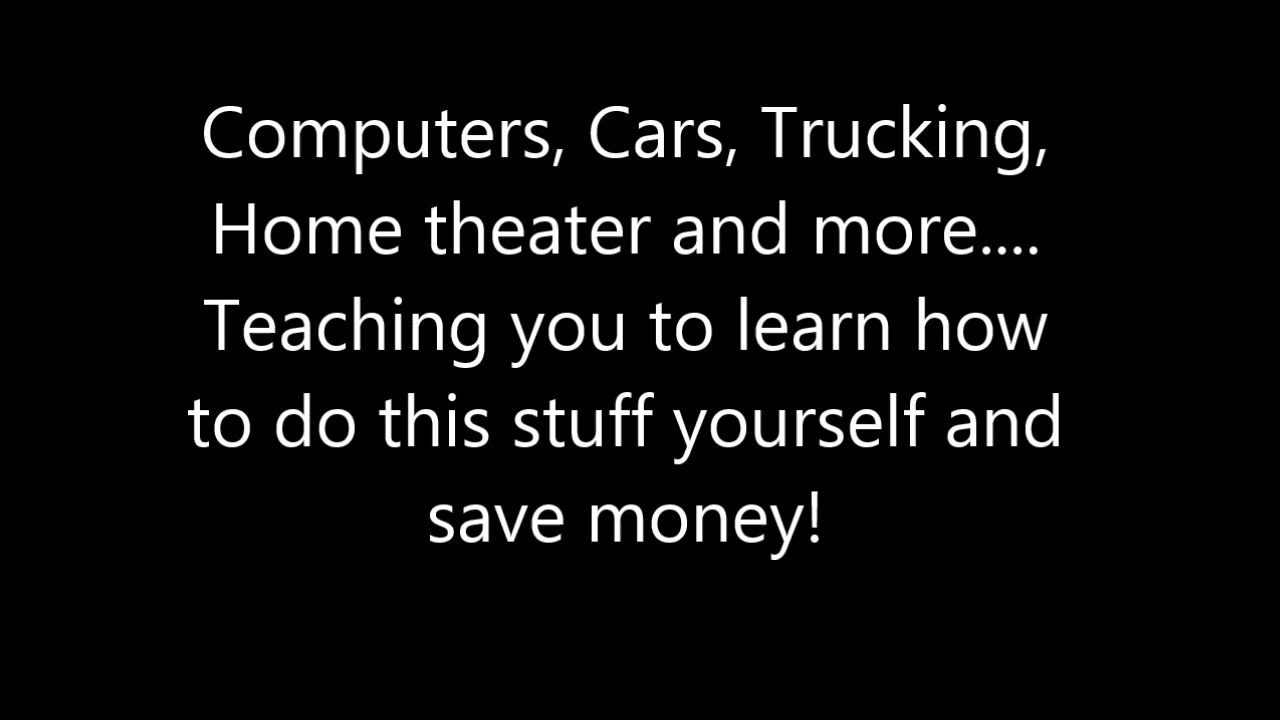 Computers, Cars, Trucking,
Home theater and more....
Teaching you to learn how
to do this stuff yourself and
save money!